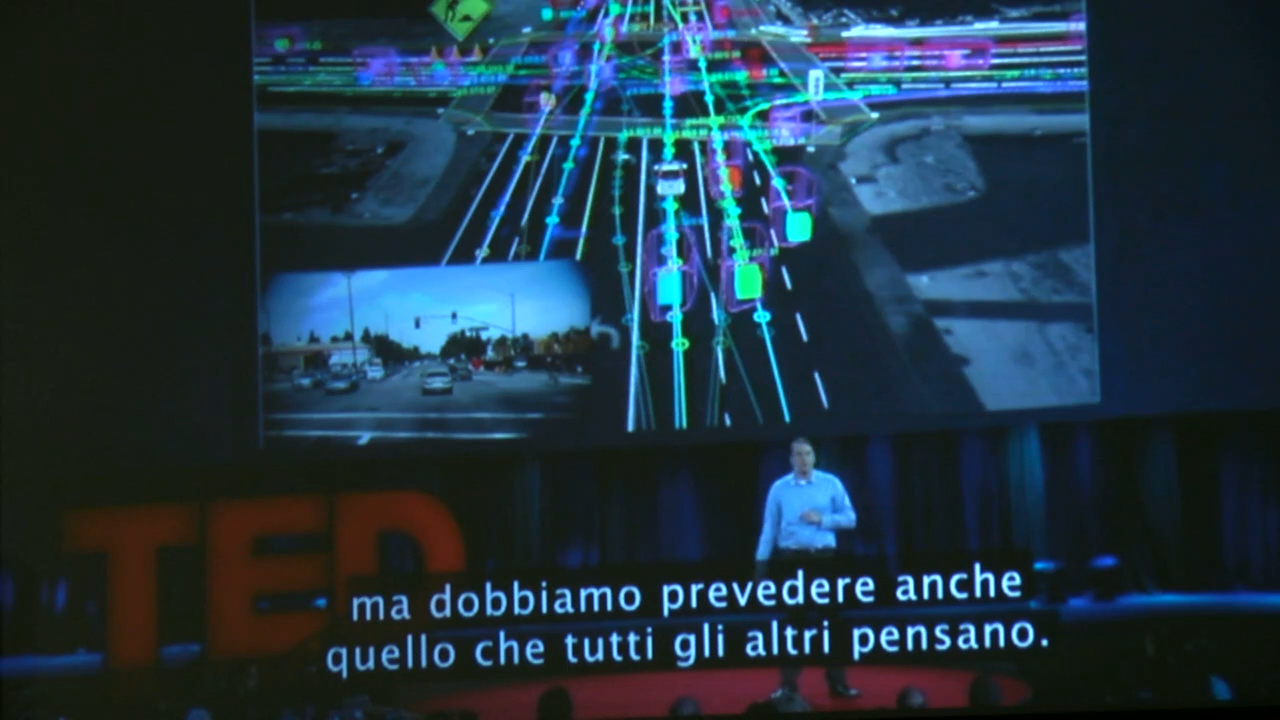 TED
ma dobbiamo prevedere anche
quello che tutti gli altri pensano.